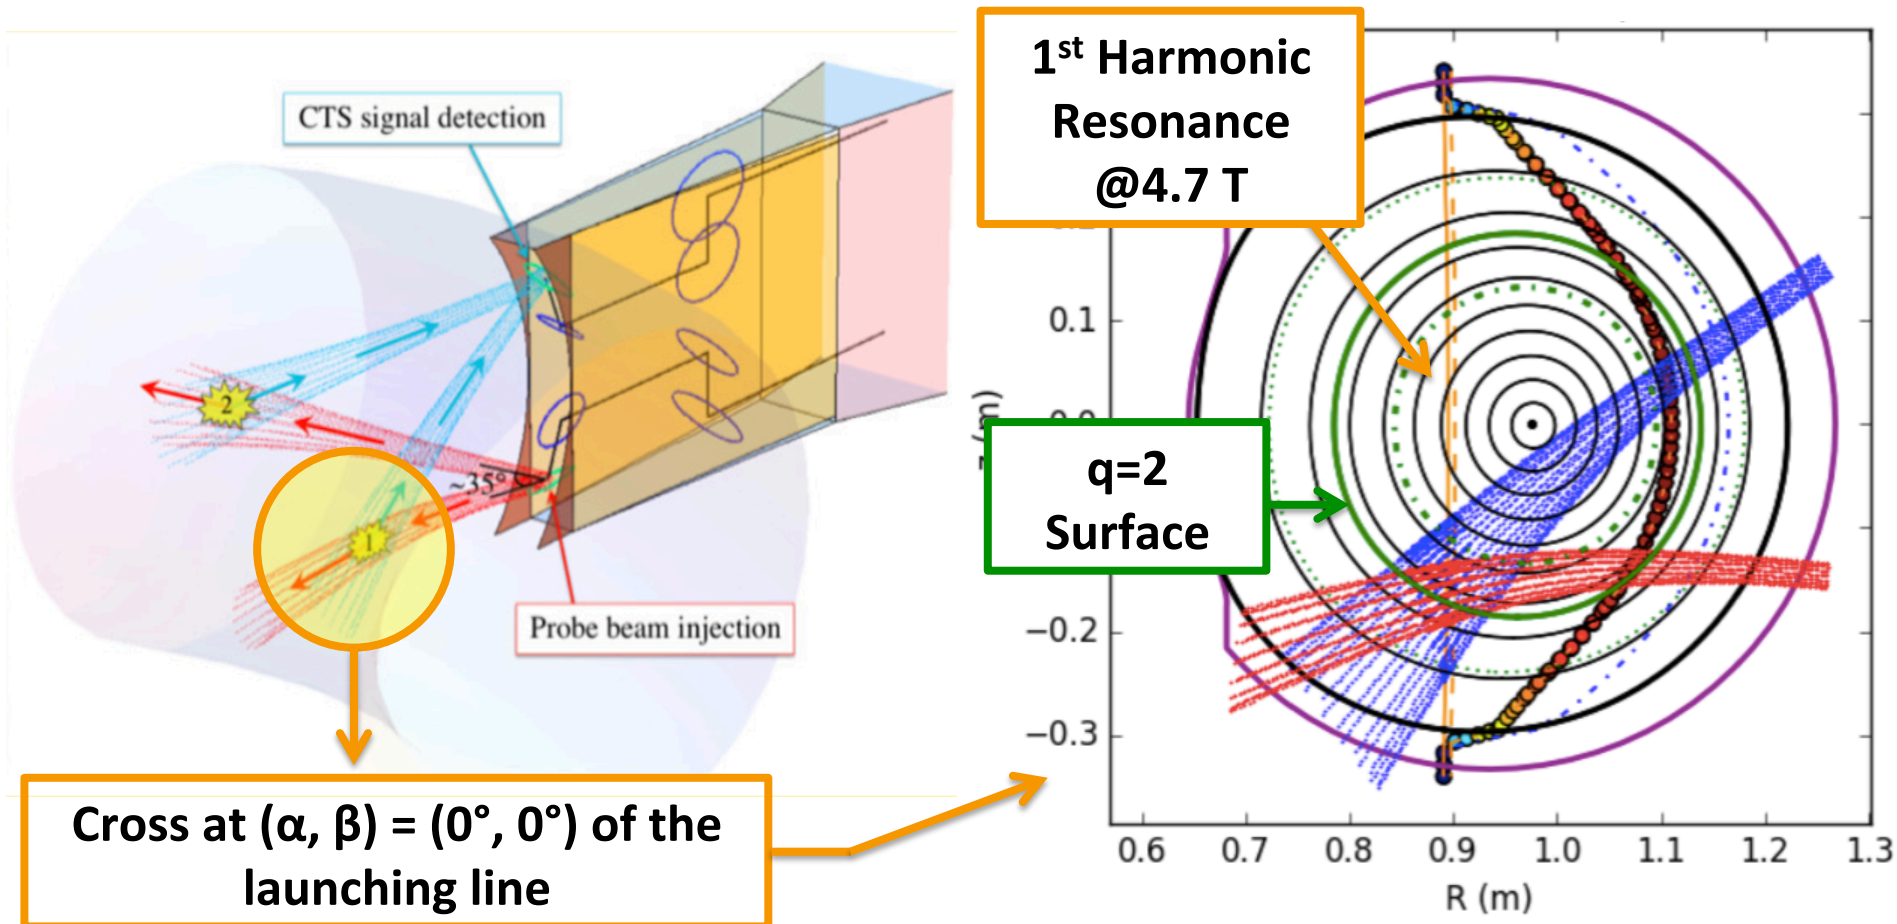 CTS signal detection
2
~35°
1
Probe beam injection
Cross at (α, β) = (0°, 0°) of the
launching line
1st Harmonic
Resonance
@4.7 T
0.1
(m)
q=2
Surface
−0.2
−0.3
0.6 0.7 0.8 0.9 1.0 1.1 1.2 1.3
R (m)